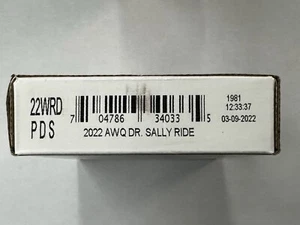 22WRD
PDS
7 04786 34033 5
2022 AWQ DR. SALLY RIDE
1981
12:33:37
03-09-2022